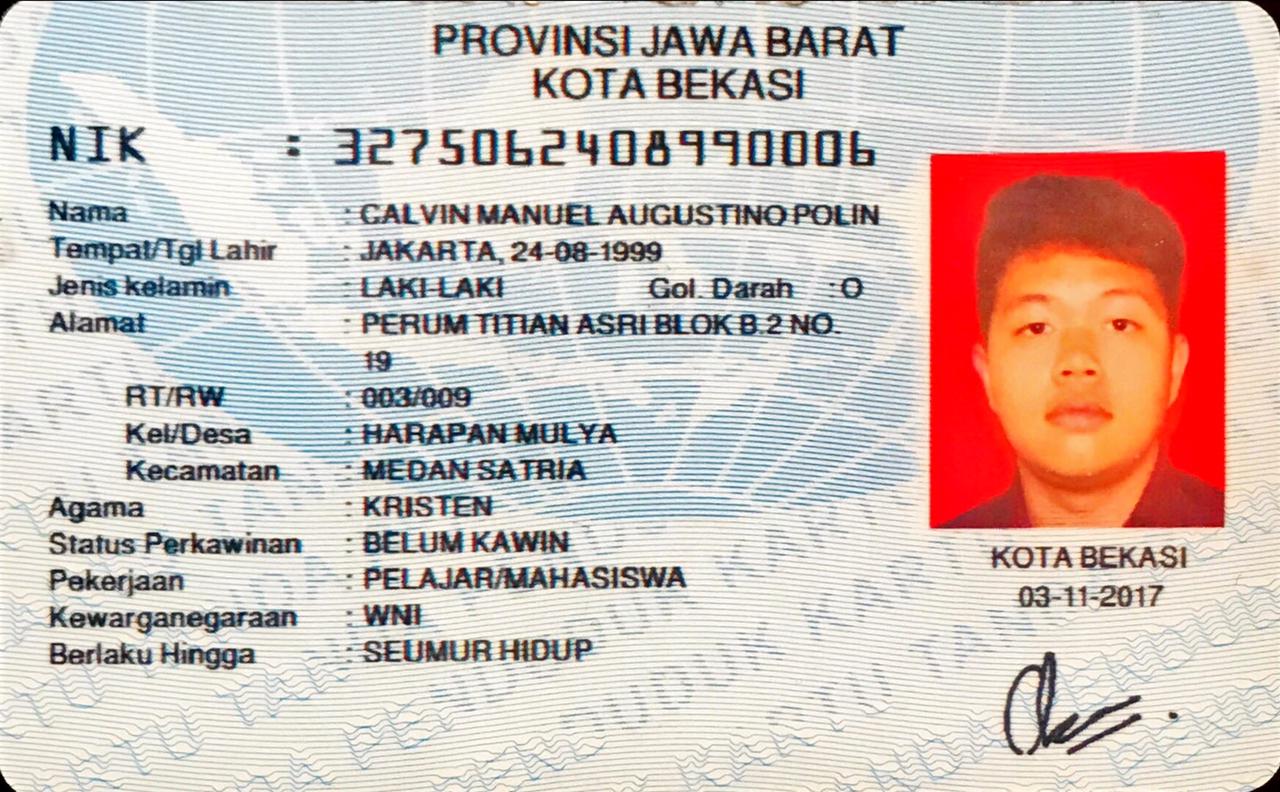 PROVINSI JAWA BARAT
KOTA BEKASI
NIK : 3275062408990006
Nama : CALVIN MANUEL AUGUSTINO POLIN
Tempat/Tgl Lahir : JAKARTA, 24-08-1999
Jenis kelamin : LAKI LAKI Gol. Darah : O
Alamat : PERUM TITIAN ASRI BLOK B.2 NO.
19
RT/RW : 003/009
Kel/Desa : HARAPAN MULYA
Kecamatan : MEDAN SATRIA
Agama : KRISTEN
Status Perkawinan : BELUM KAWIN
Pekerjaan : PELAJAR/MAHASISWA
Kewarganegaraan : WNI
Berlaku Hingga : SEUMUR HIDUP
KOTA BEKASI
03-11-2017